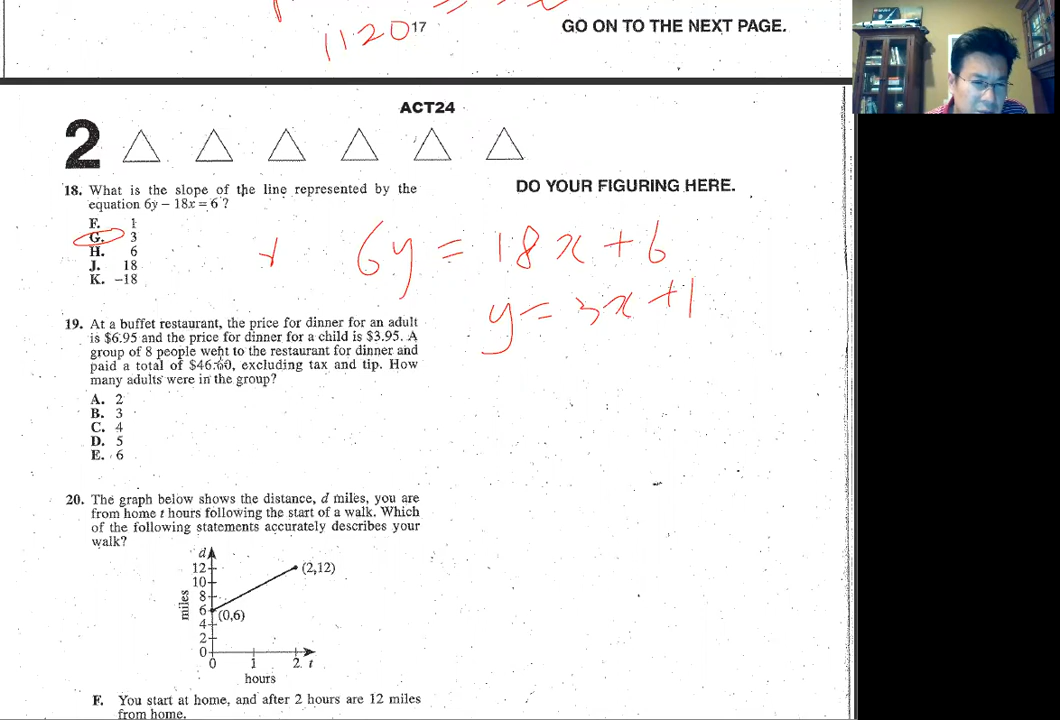 1120
17
GO ON TO THE NEXT PAGE.
ACT24
2
DO YOUR FIGURING HERE.
18. What is the slope of the line represented by the
equation 6y – 18x = 6 ?
F. 1
G. 3
H. 6
J. 18
K. –18
6y = 18x + 6
y = 3x + 1
19. At a buffet restaurant, the price for dinner for an adult
is $6.95 and the price for dinner for a child is $3.95. A
group of 8 people went to the restaurant for dinner and
paid a total of $46.60, excluding tax and tip. How
many adults were in the group?
A. 2
B. 3
C. 4
D. 5
E. 6
20. The graph below shows the distance, d miles, you are
from home t hours following the start of a walk. Which
of the following statements accurately describes your
walk?
d
12
10
8
6
4
2
0
miles
(2,12)
(0,6)
0 1 2 t
hours
F. You start at home, and after 2 hours are 12 miles
from home.